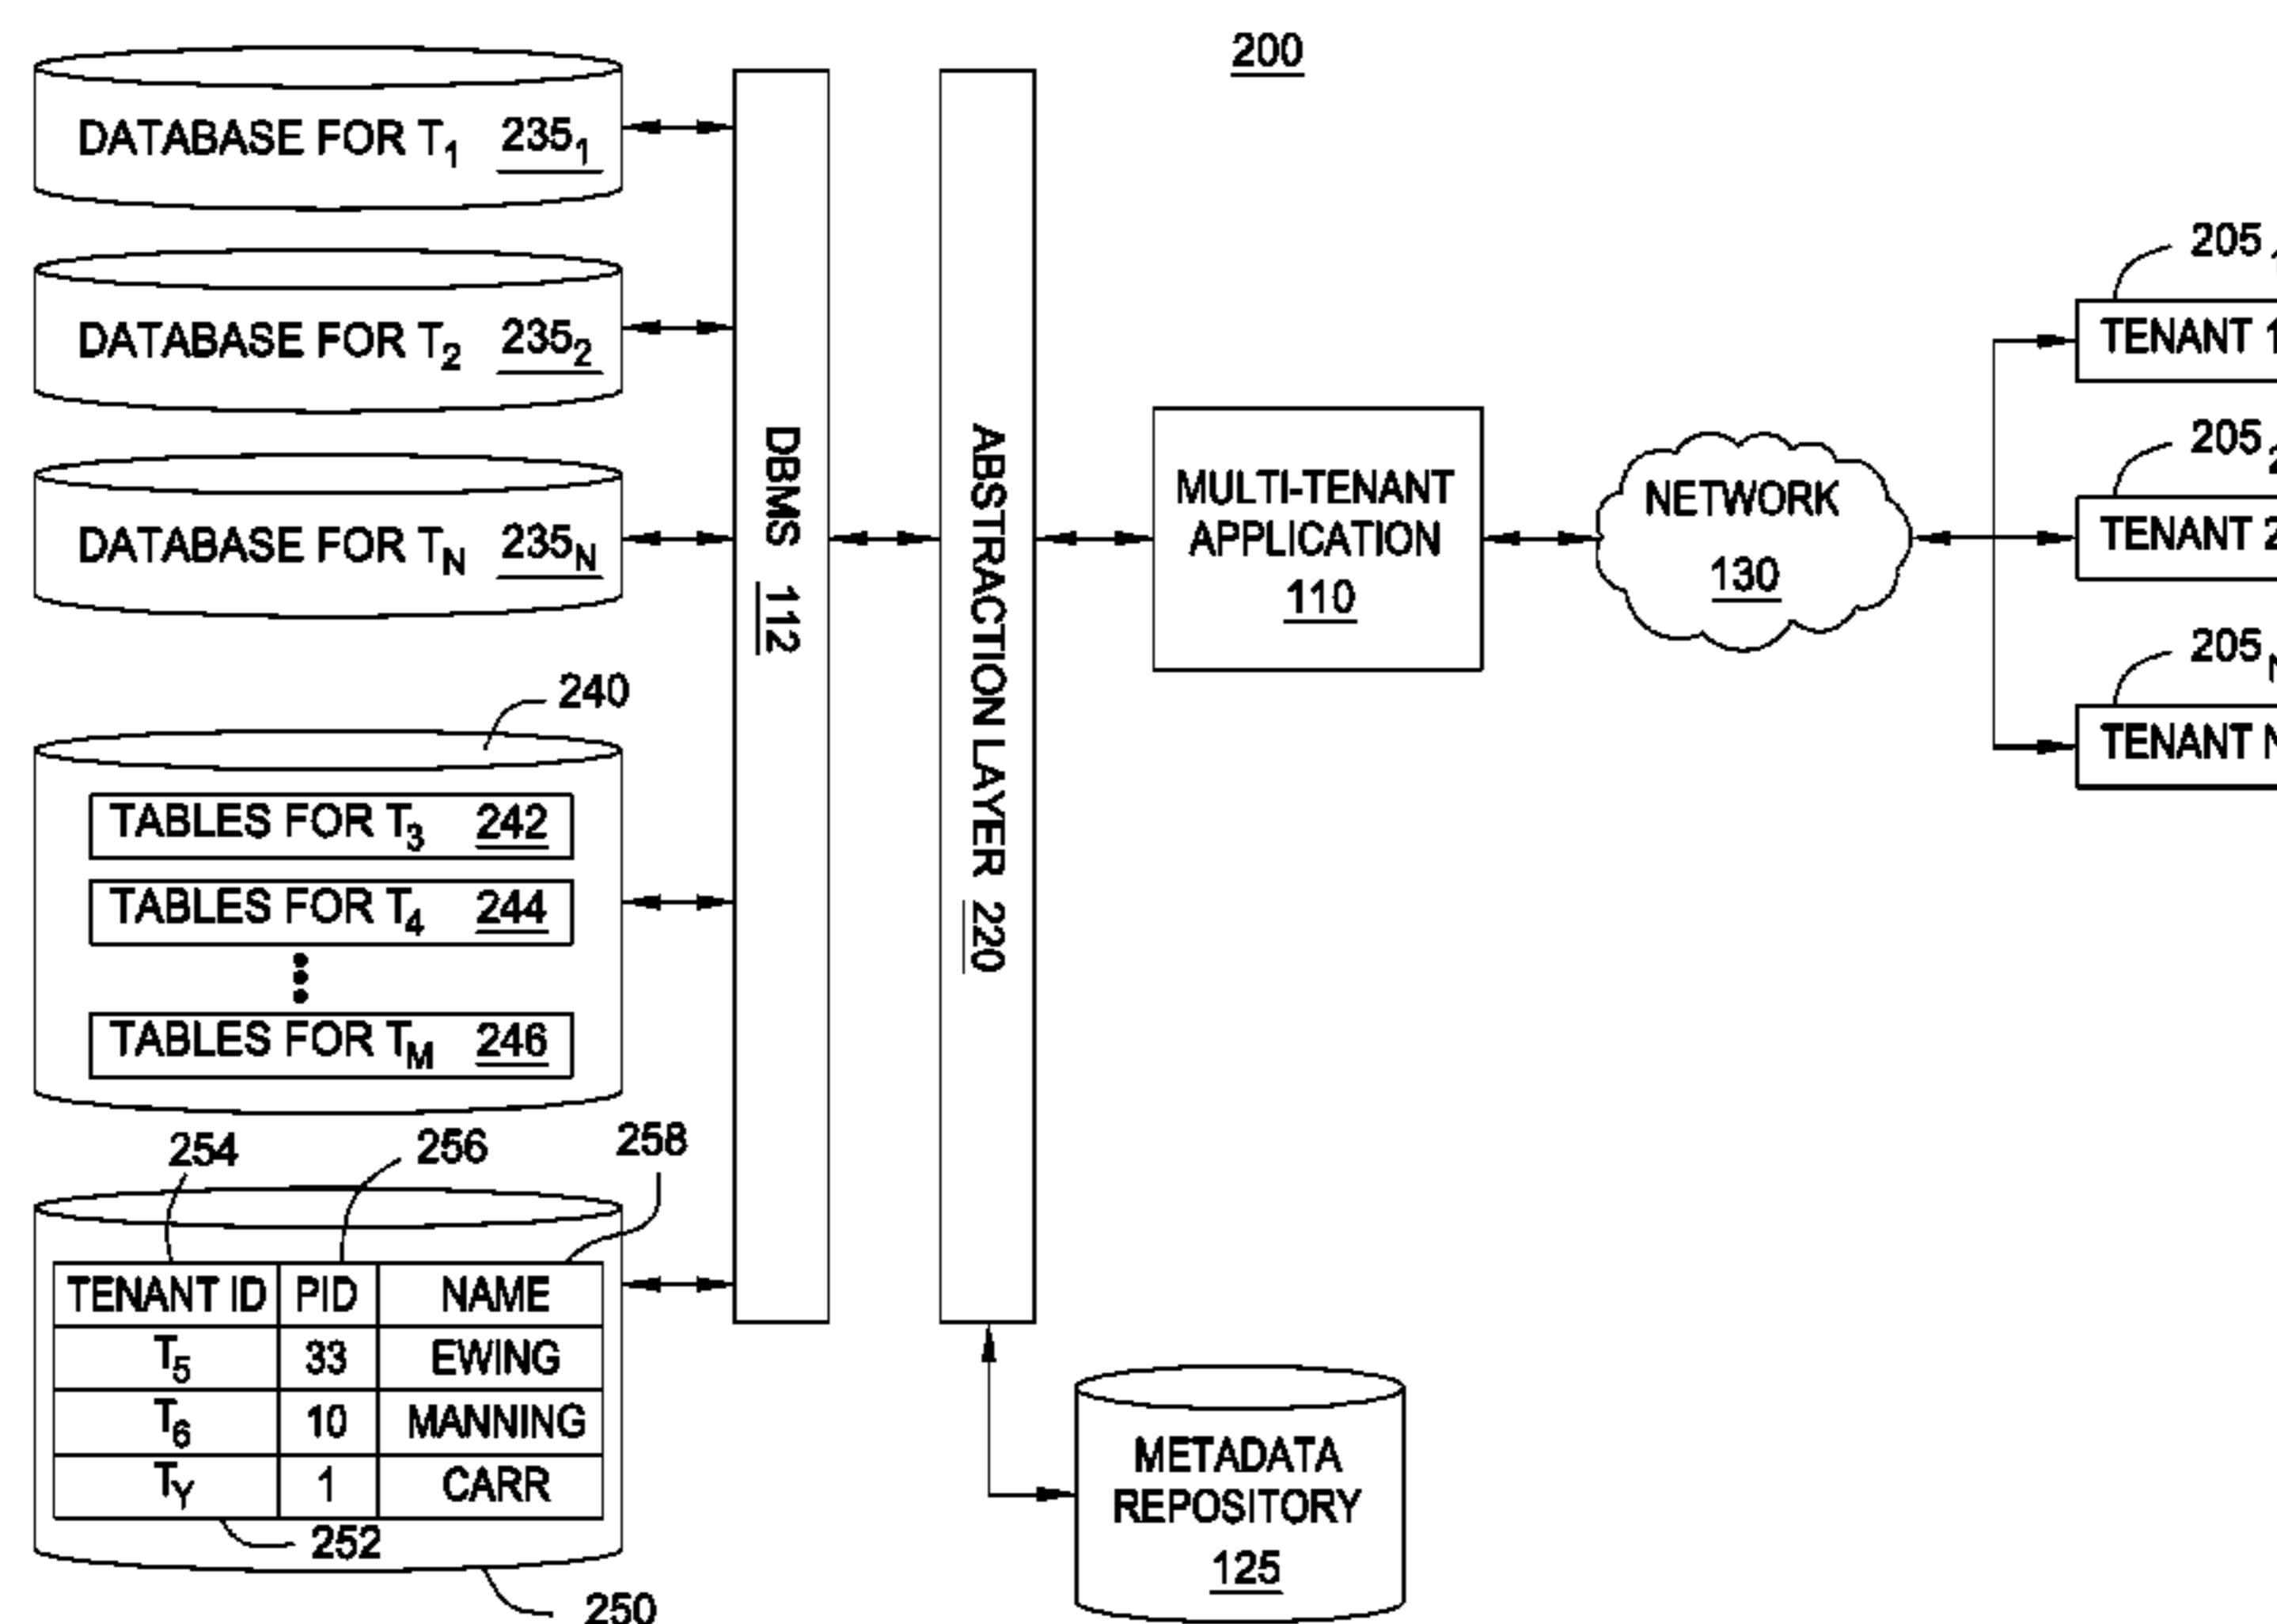 200
DATABASE FOR T1 2351
DATABASE FOR T2 2352
DATABASE FOR TN 235N
240
TABLES FOR T3 242
TABLES FOR T4 244
TABLES FOR TM 246
254 256 258
TENANT ID PID NAME
T5 33 EWING
T6 10 MANNING
TY 1 CARR
252
250
DBMS 112
ABSTRACTION LAYER 220
MULTI-TENANT
APPLICATION
110
NETWORK
130
205
TENANT 1
205
TENANT 2
205
TENANT N
METADATA
REPOSITORY
125